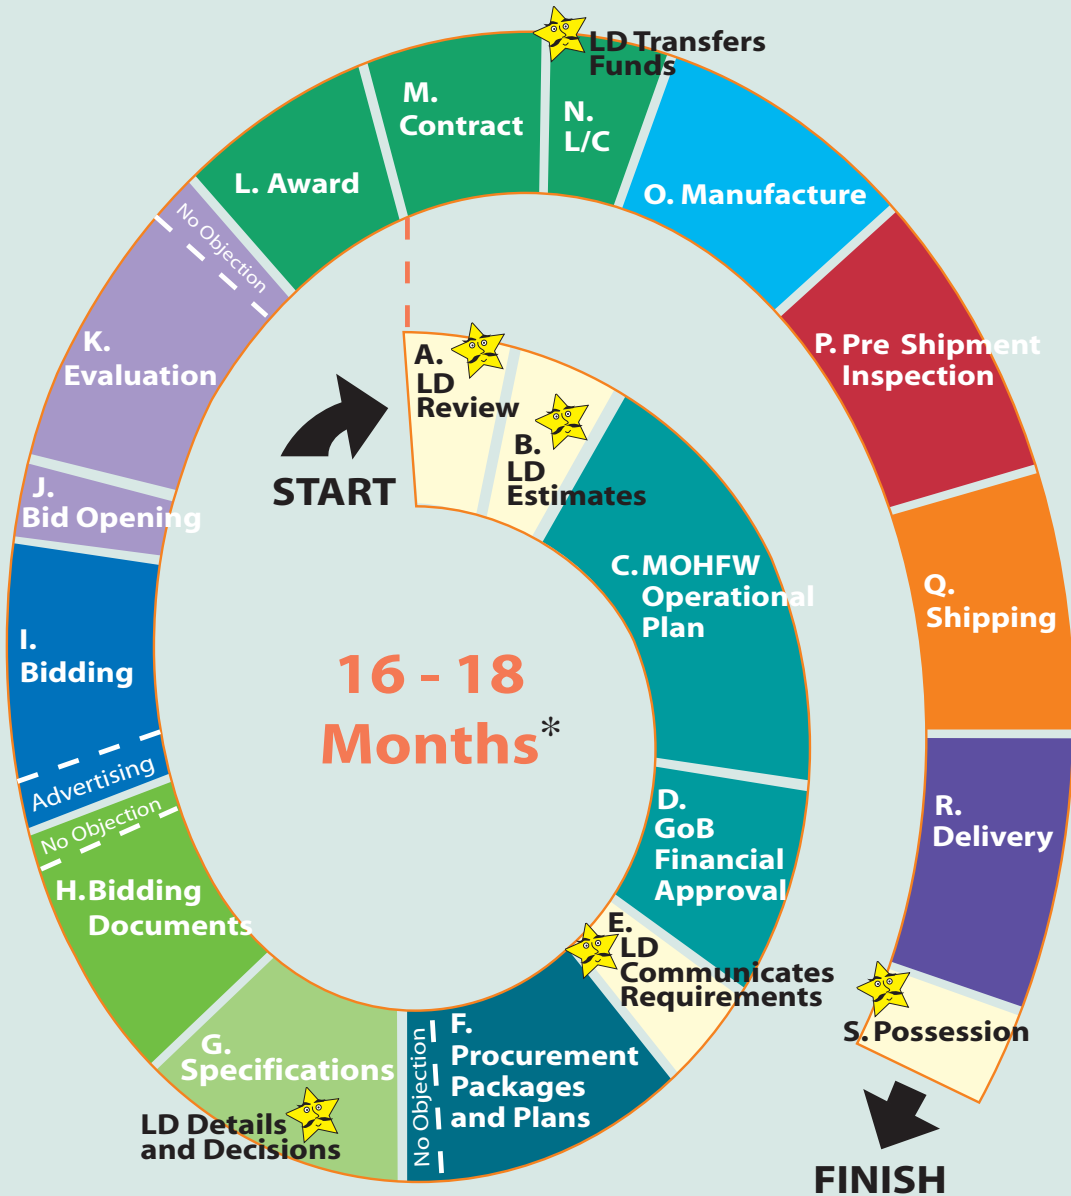 START
A.
LD
Review
B.
LD
Estimates
C. MOHFW
Operational
Plan
D.
GoB
Financial
Approval
E.
LD
Communicates
Requirements
F.
Procurement
Packages
and Plans
No Objection
G.
Specifications
LD Details
and Decisions
H. Bidding
Documents
No Objection
Advertising
I.
Bidding
J.
Bid Opening
K.
Evaluation
No Objection
L. Award
M.
Contract
LD Transfers
Funds
N.
L/C
O. Manufacture
P. Pre Shipment
Inspection
Q.
Shipping
R.
Delivery
S. Possession
FINISH
16 - 18
Months*